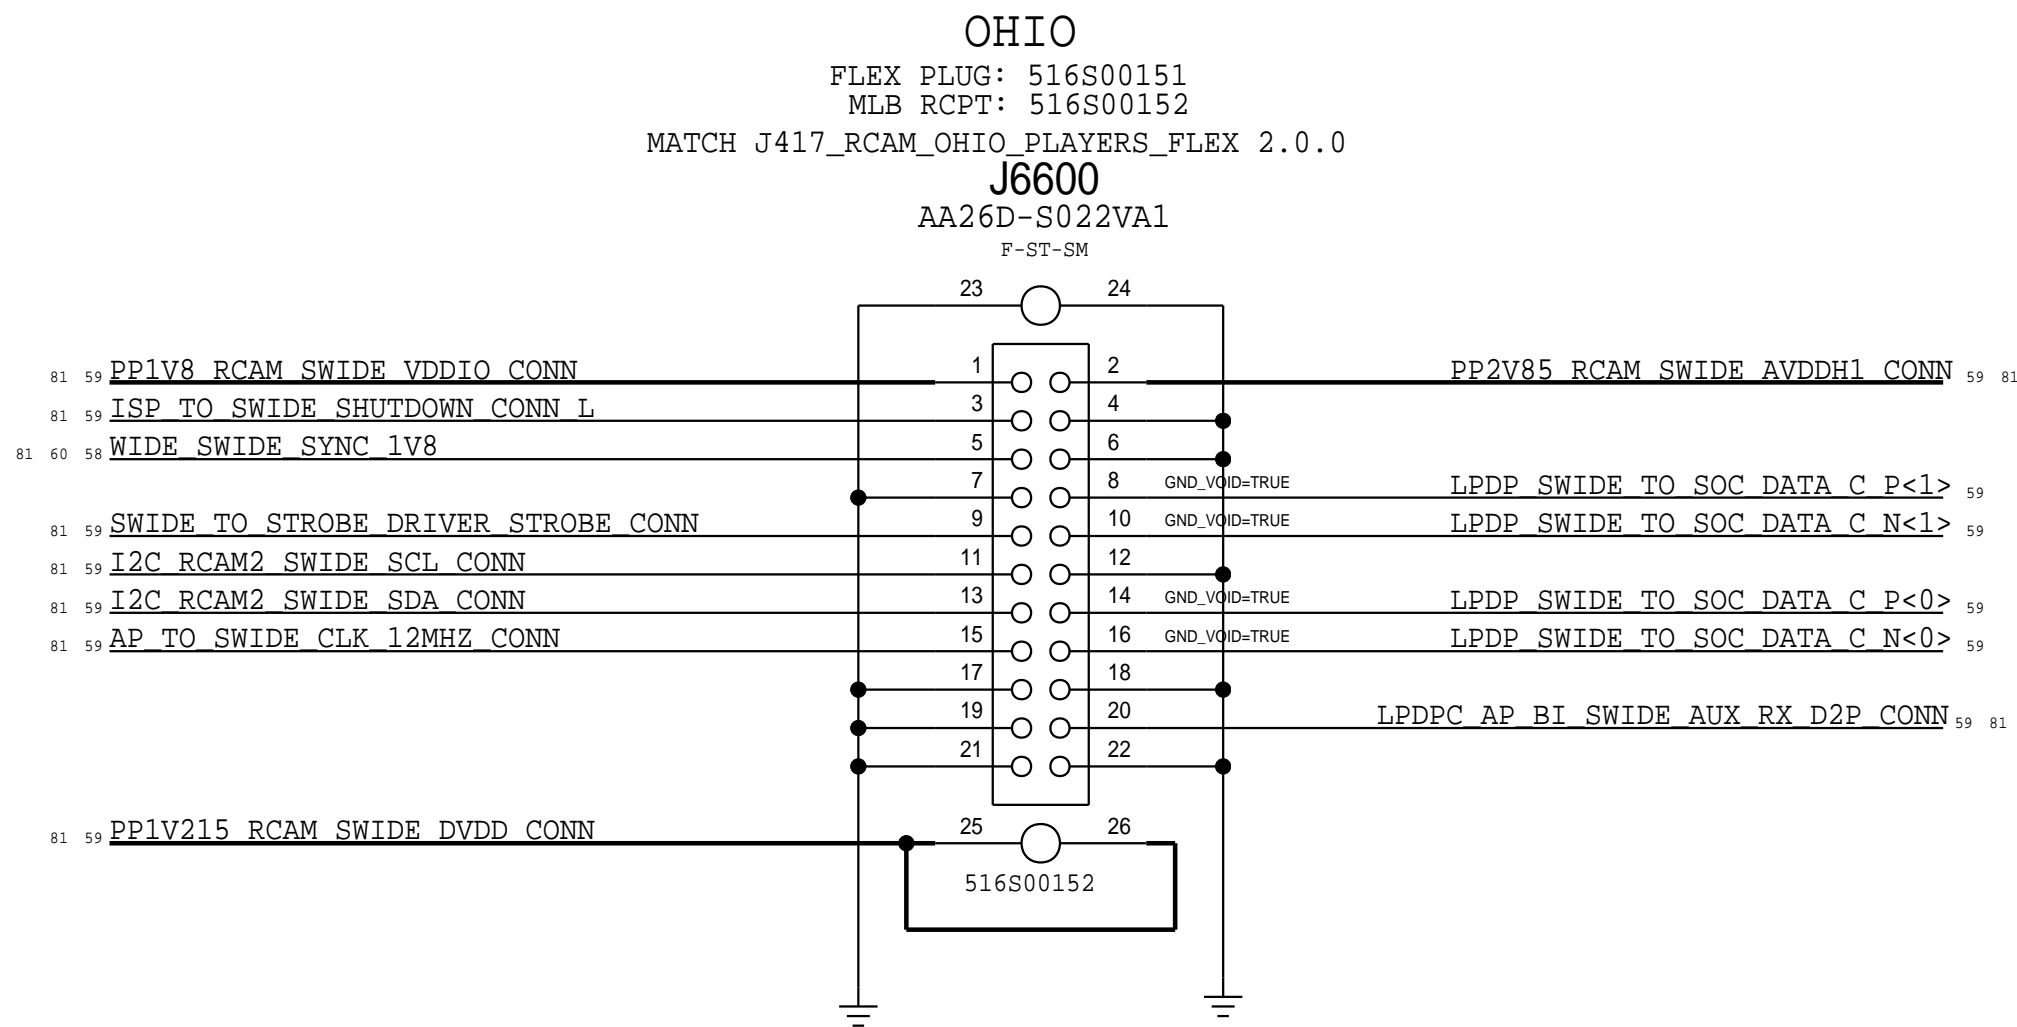 OHIO
FLEX PLUG: 516S00151
MLB RCPT: 516S00152
MATCH J417_RCAM_OHIO_PLAYERS_FLEX 2.0.0
J6600
AA26D-S022VA1
F-ST-SM
23 24
81 59 PP1V8_RCAM_SWIDE_VDDIO_CONN 1 2 PP2V85_RCAM_SWIDE_AVDDH1_CONN 59 81
81 59 ISP_TO_SWIDE_SHUTDOWN_CONN_L 3 4
81 60 58 WIDE_SWIDE_SYNC_1V8 5 6
7 8 GND_VOID=TRUE LPDP_SWIDE_TO_SOC_DATA_C_P<1> 59
81 59 SWIDE_TO_STROBE_DRIVER_STROBE_CONN 9 10 GND_VOID=TRUE LPDP_SWIDE_TO_SOC_DATA_C_N<1> 59
81 59 I2C_RCAM2_SWIDE_SCL_CONN 11 12
81 59 I2C_RCAM2_SWIDE_SDA_CONN 13 14 GND_VOID=TRUE LPDP_SWIDE_TO_SOC_DATA_C_P<0> 59
81 59 AP_TO_SWIDE_CLK_12MHZ_CONN 15 16 GND_VOID=TRUE LPDP_SWIDE_TO_SOC_DATA_C_N<0> 59
17 18
19 20 LPDPC_AP_BI_SWIDE_AUX_RX_D2P_CONN 59 81
21 22
81 59 PP1V215_RCAM_SWIDE_DVDD_CONN 25 26
516S00152